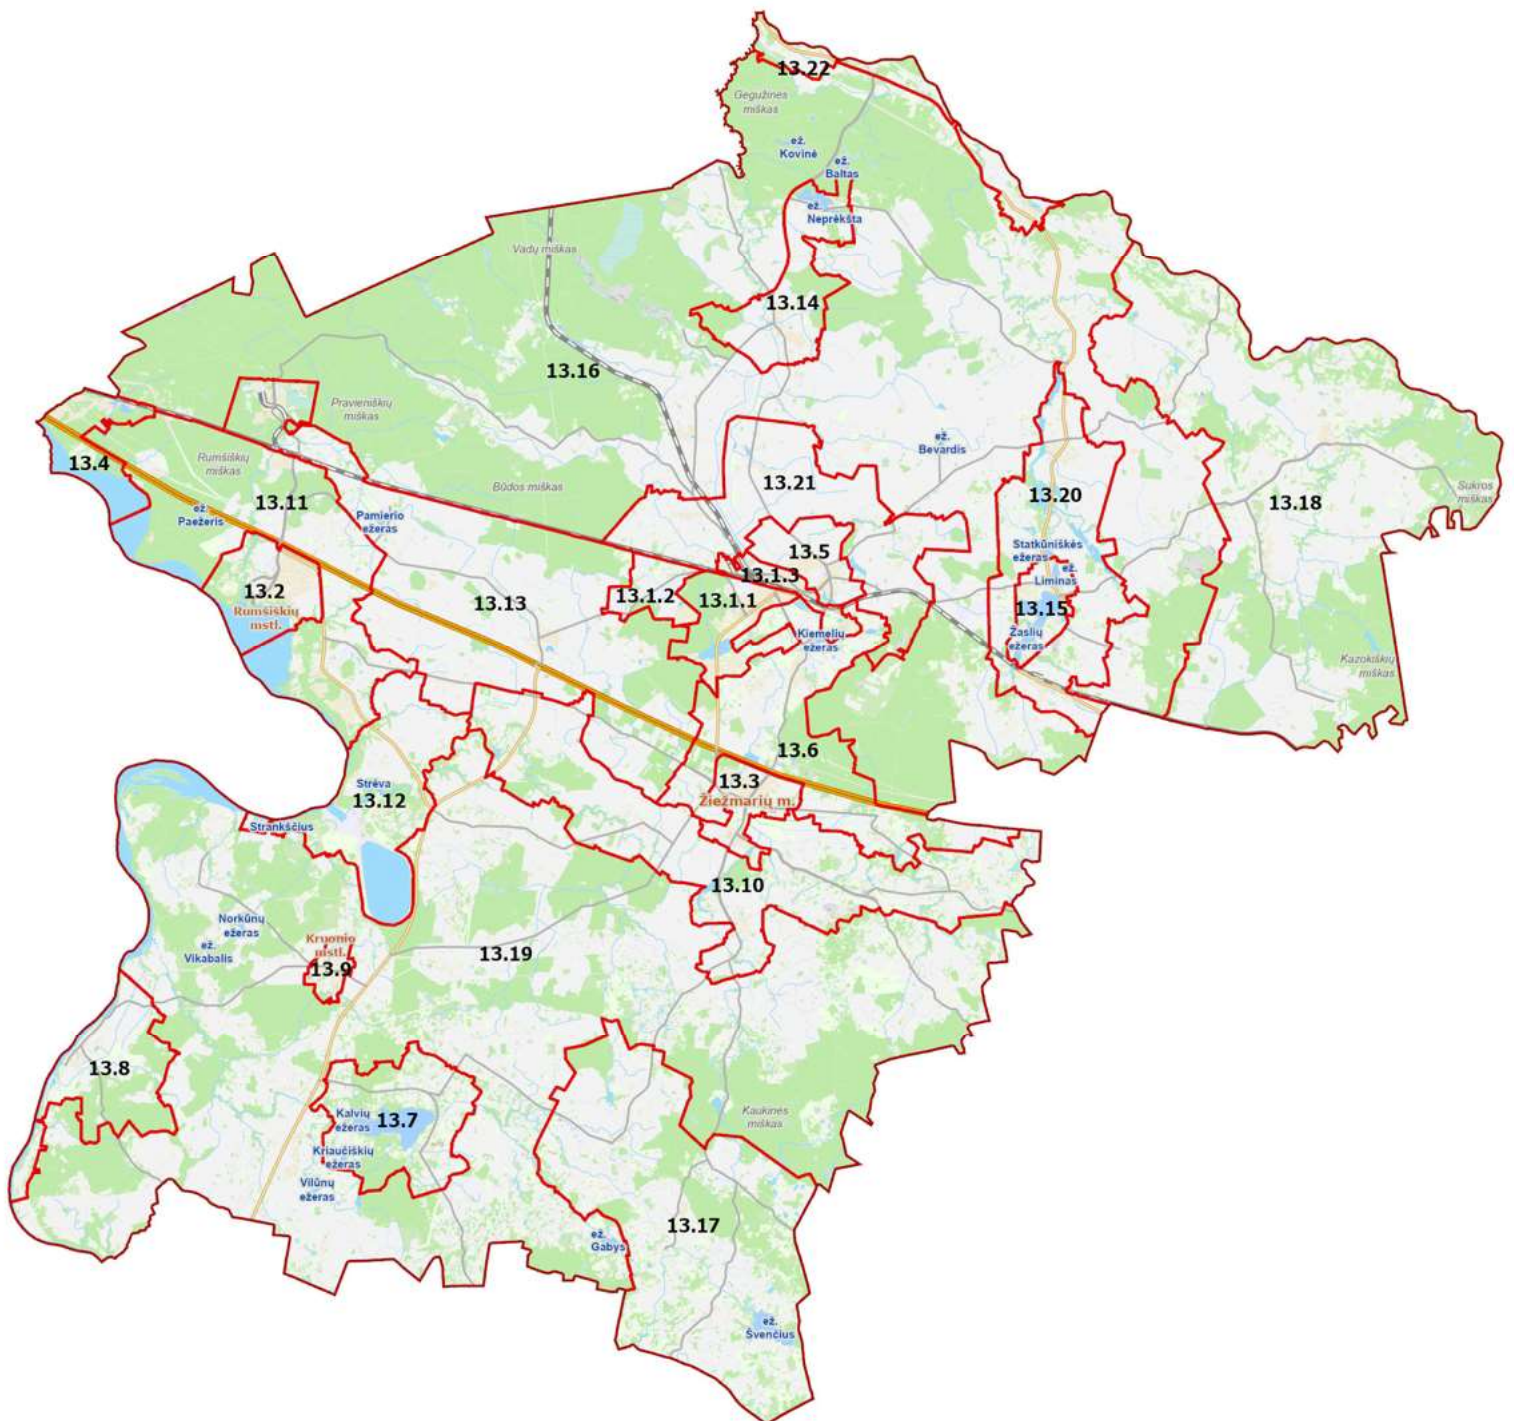 13.22
Gegužinės
miškas
ež.
Kovinė
ež.
Baltas
ež.
Neprėkšta
Vadų miškas
13.14
13.16
Pravieniškių
miškas
ež.
Bevardis
13.4
Rumšiškių
miškas
13.11
ež.
Paežeris
Pamierio
ežeras
Būdos miškas
13.21
13.20
13.18
Sukros
miškas
13.5
Statkūniškės
ežeras
ež.
Liminas
13.2
Rumšiškių
mstl.
13.13
13.1.2
13.1.1
13.1.3
13.15
Kiemelių
ežeras
Žaslių
ežeras
Kazokiškių
miškas
13.6
13.3
Žiežmarių m.
Strėva
13.12
Strankščius
13.10
Norkūnų
ežeras
ež.
Vikabalis
Kruonio
mstl.
13.9
13.19
13.8
Kalvių
ežeras
13.7
Kriaučiškių
ežeras
Vilūnų
ežeras
Kaukinės
miškas
13.17
ež.
Gabys
ež.
Švenčius